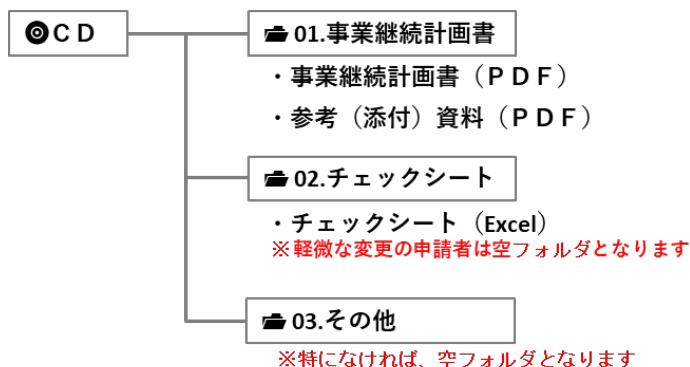 ＣＤ
01.事業継続計画書
・事業継続計画書（ＰＤＦ）
・参考（添付）資料（ＰＤＦ）
02.チェックシート
・チェックシート（Excel）
※軽微な変更の申請者は空フォルダとなります
03.その他
※特になければ、空フォルダとなります